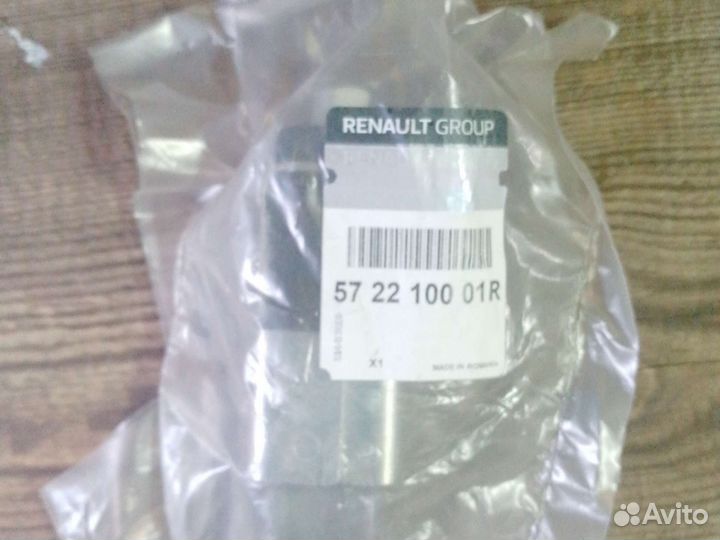 RENAULT GROUP
57 22 100 01R
X1
MADE IN ROMANIA
Avito